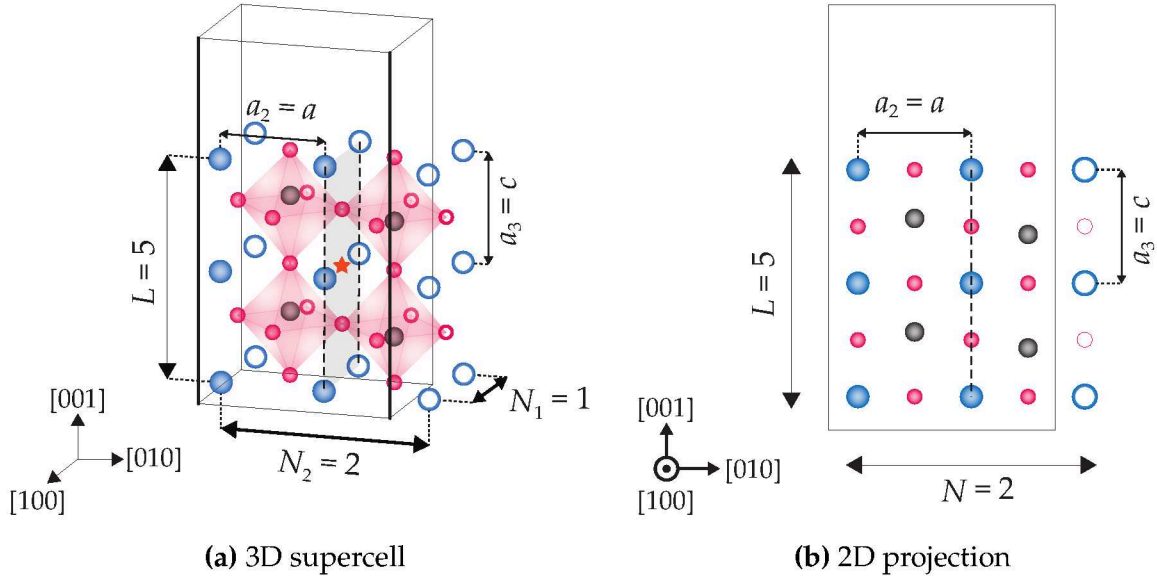 a₂ = a
L = 5
a₃ = c
N₁ = 1
N₂ = 2
[001]
[010]
[100]
(a) 3D supercell
a₂ = a
L = 5
a₃ = c
[001]
[010]
[100]
N = 2
(b) 2D projection